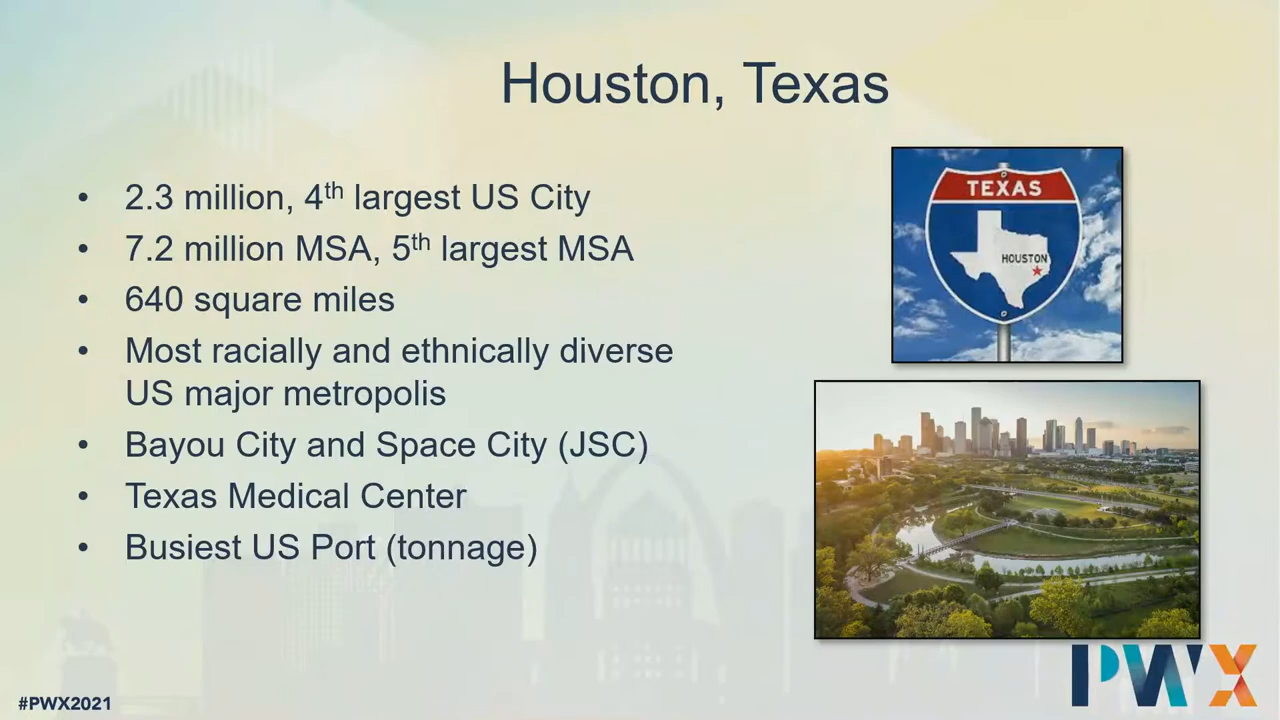 Houston, Texas
• 2.3 million, 4th largest US City
• 7.2 million MSA, 5th largest MSA
• 640 square miles
• Most racially and ethnically diverse
US major metropolis
• Bayou City and Space City (JSC)
• Texas Medical Center
• Busiest US Port (tonnage)
TEXAS
HOUSTON
#PWX2021
PWX